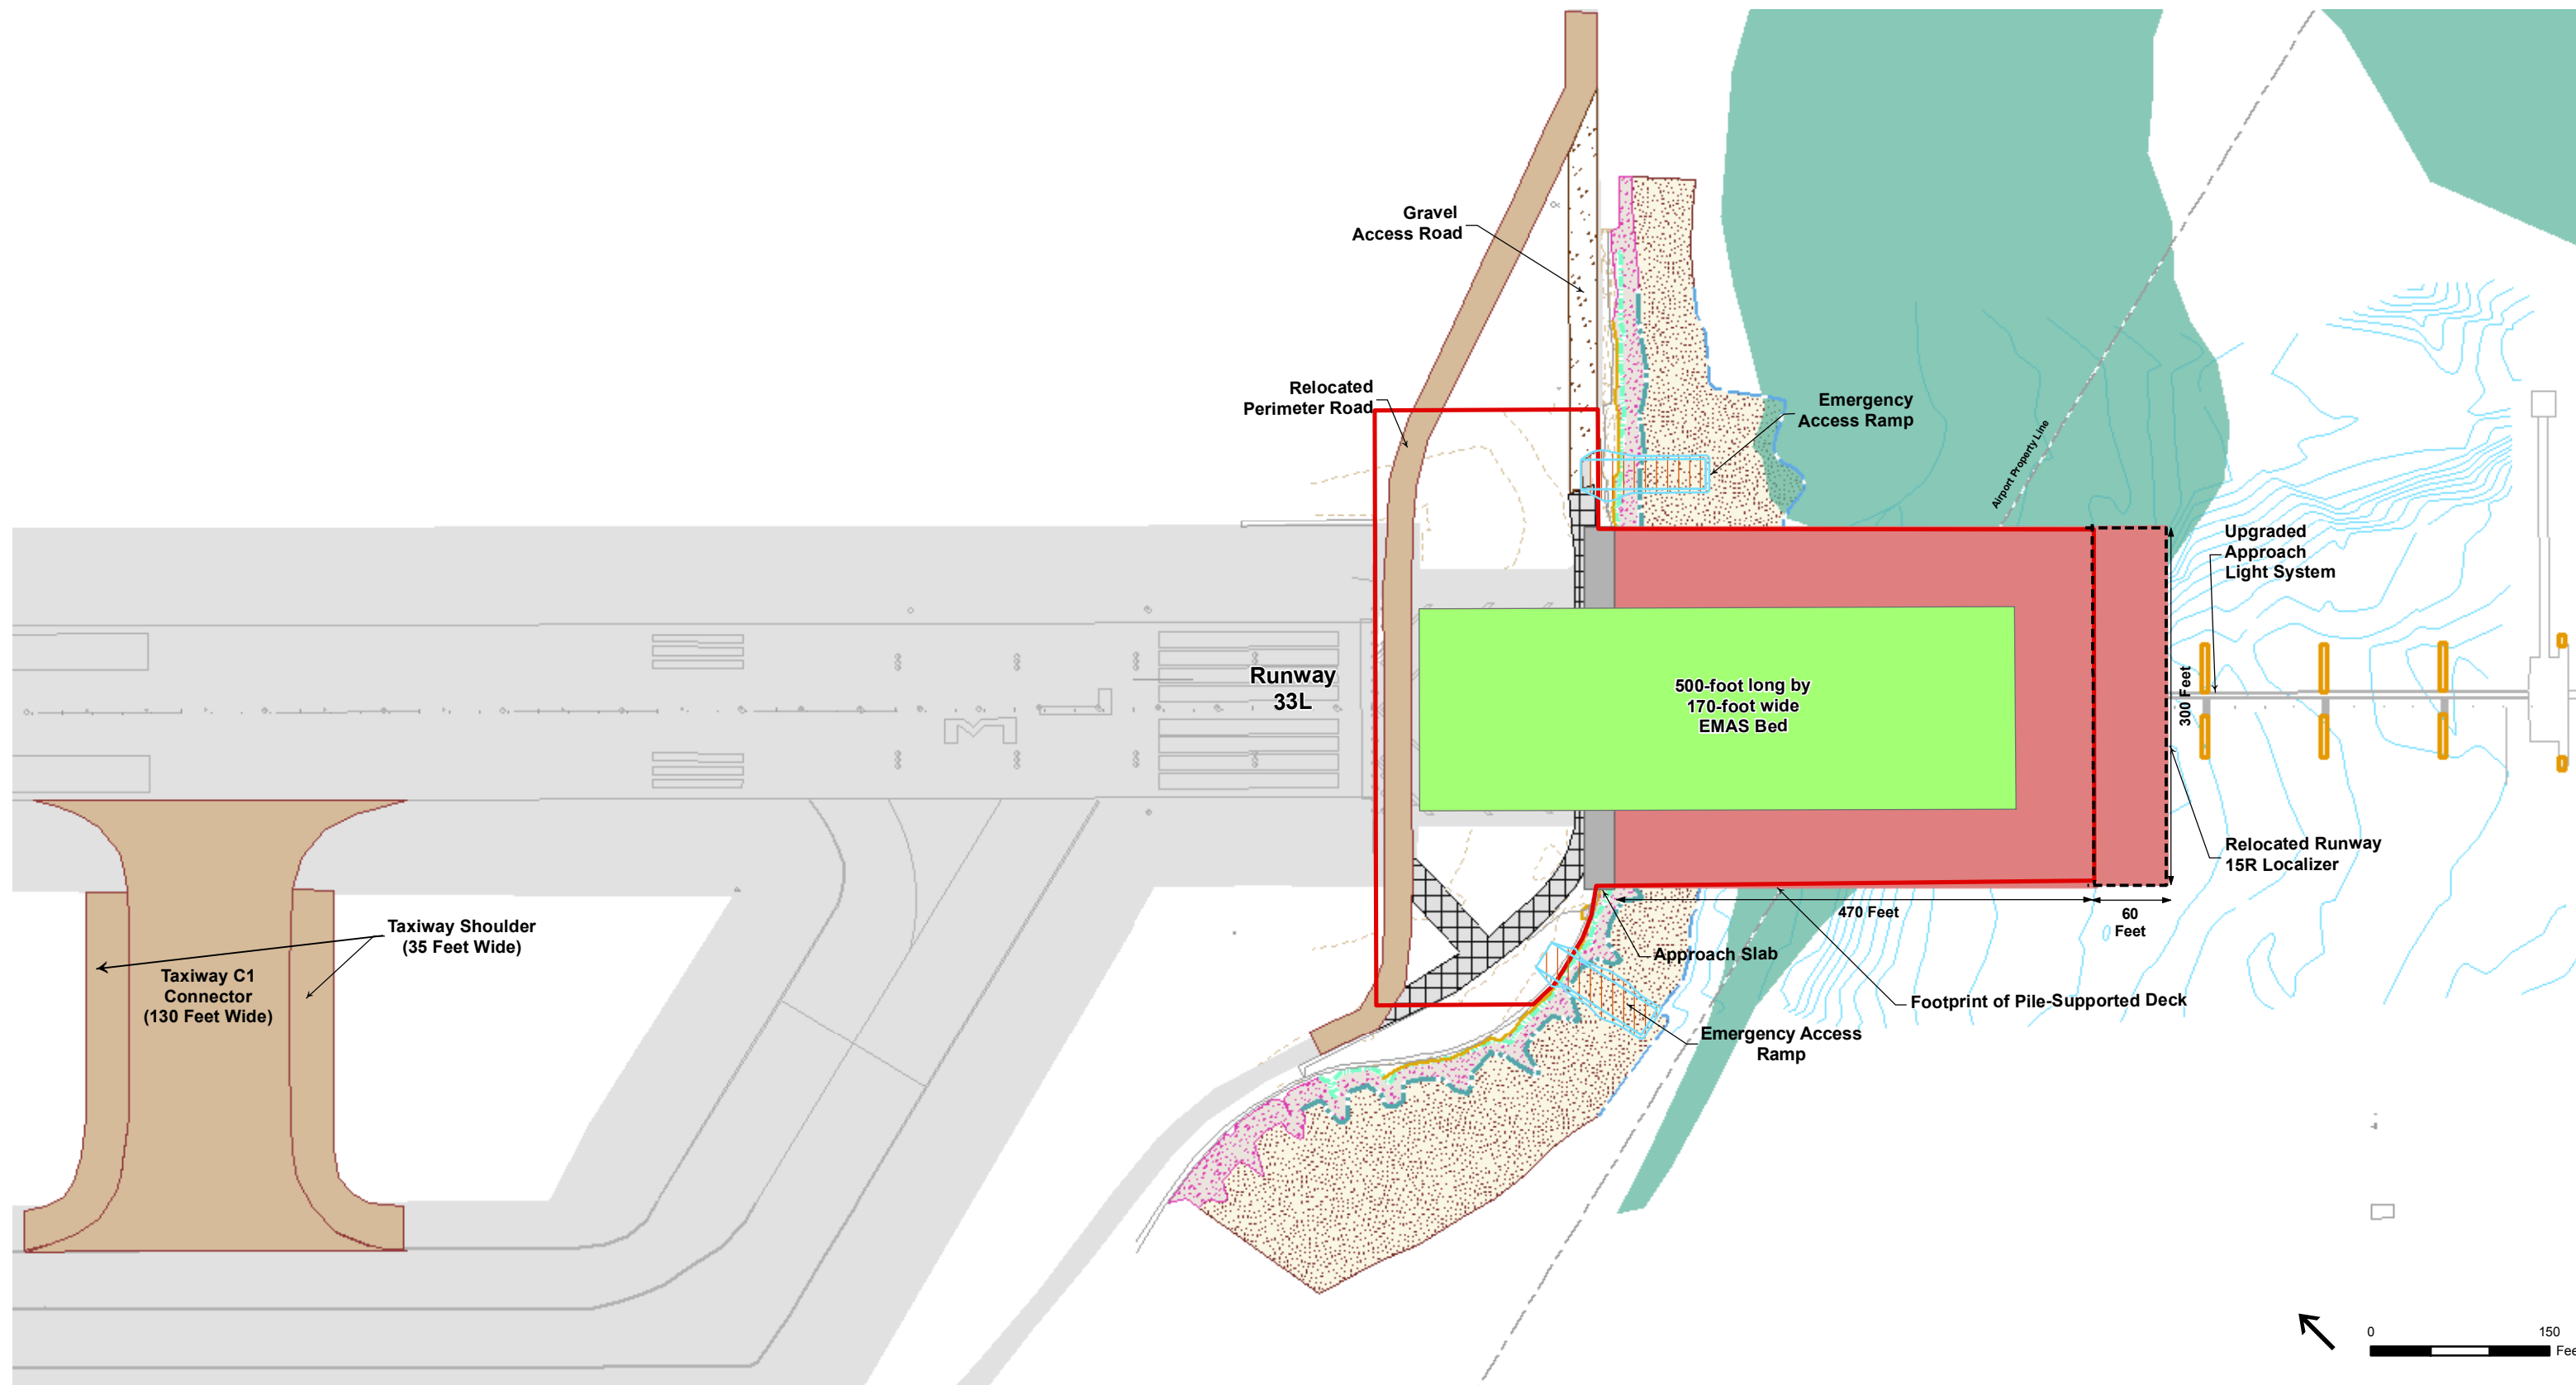 Gravel
Access Road
Relocated
Perimeter Road
Emergency
Access Ramp
Airport Property Line
Upgraded
Approach
Light System
Runway
33L
500-foot long by
170-foot wide
EMAS Bed
300 Feet
Relocated Runway
15R Localizer
470 Feet
60
Feet
Taxiway Shoulder
(35 Feet Wide)
Taxiway C1
Connector
(130 Feet Wide)
Approach Slab
Footprint of Pile-Supported Deck
Emergency Access
Ramp
0 150
Fee